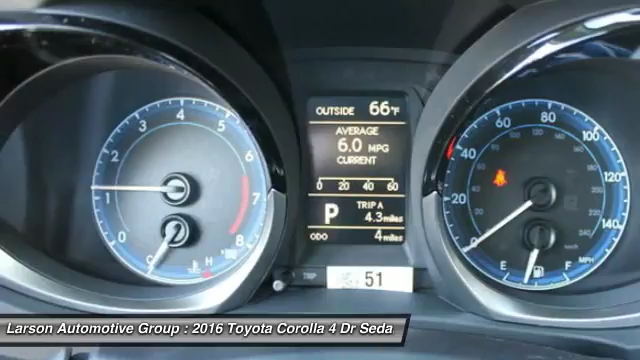 OUTSIDE 66°F
AVERAGE
6.0 MPG
CURRENT
0 20 40 60
P TRIP A
4.3 miles
ODO 4 miles
0 1 2 3 4 5 6 7 8
C H
0 20 40 60 80 100 120 140
MPH
E
TRIP
51
Larson Automotive Group : 2016 Toyota Corolla 4 Dr Seda